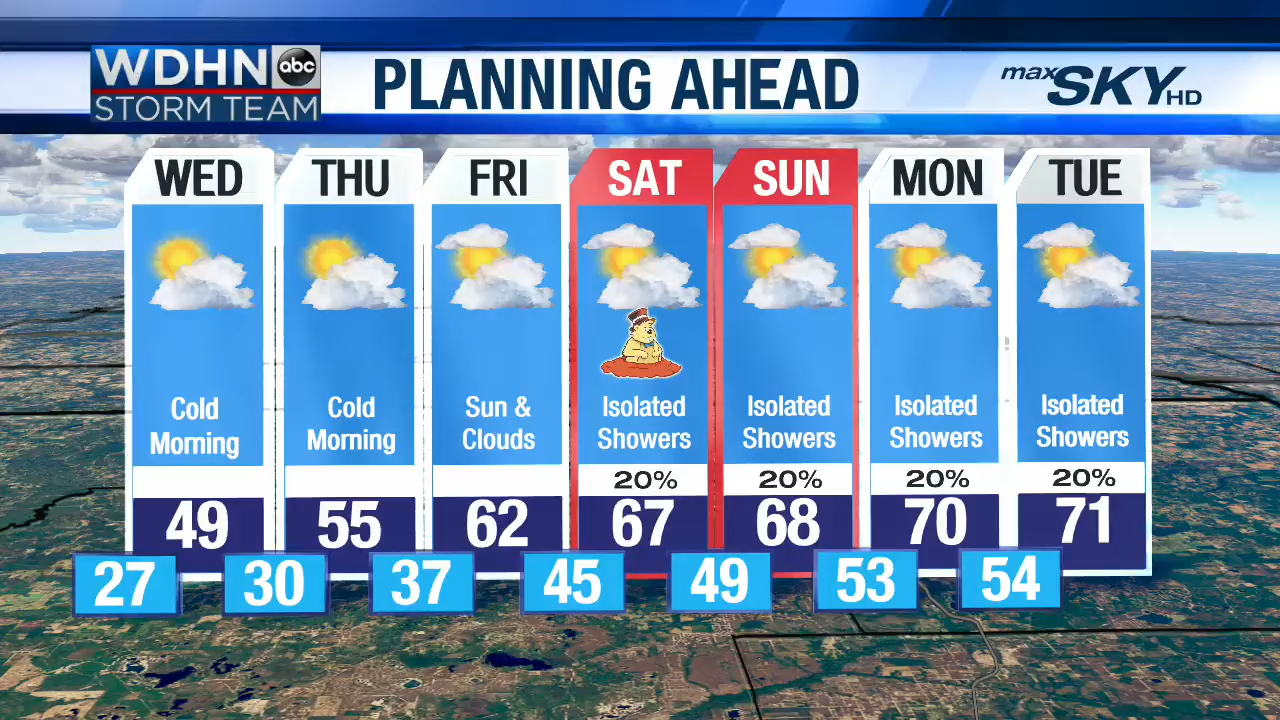 WDHN abc
STORM TEAM
PLANNING AHEAD
max SKY HD
WED
THU
FRI
SAT
SUN
MON
TUE
Cold
Morning
Cold
Morning
Sun &
Clouds
Isolated
Showers
Isolated
Showers
Isolated
Showers
Isolated
Showers
20%
20%
20%
20%
49
55
62
67
68
70
71
27
30
37
45
49
53
54